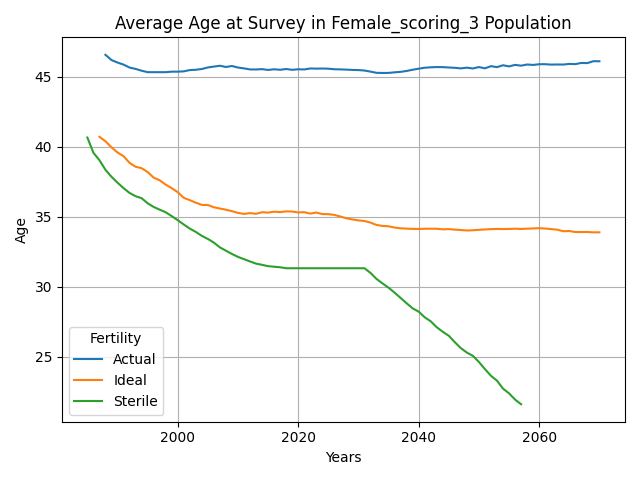 Average Age at Survey in Female_scoring_3 Population
45
40
35
30
25
Age
Fertility
Actual
Ideal
Sterile
2000 2020 2040 2060
Years